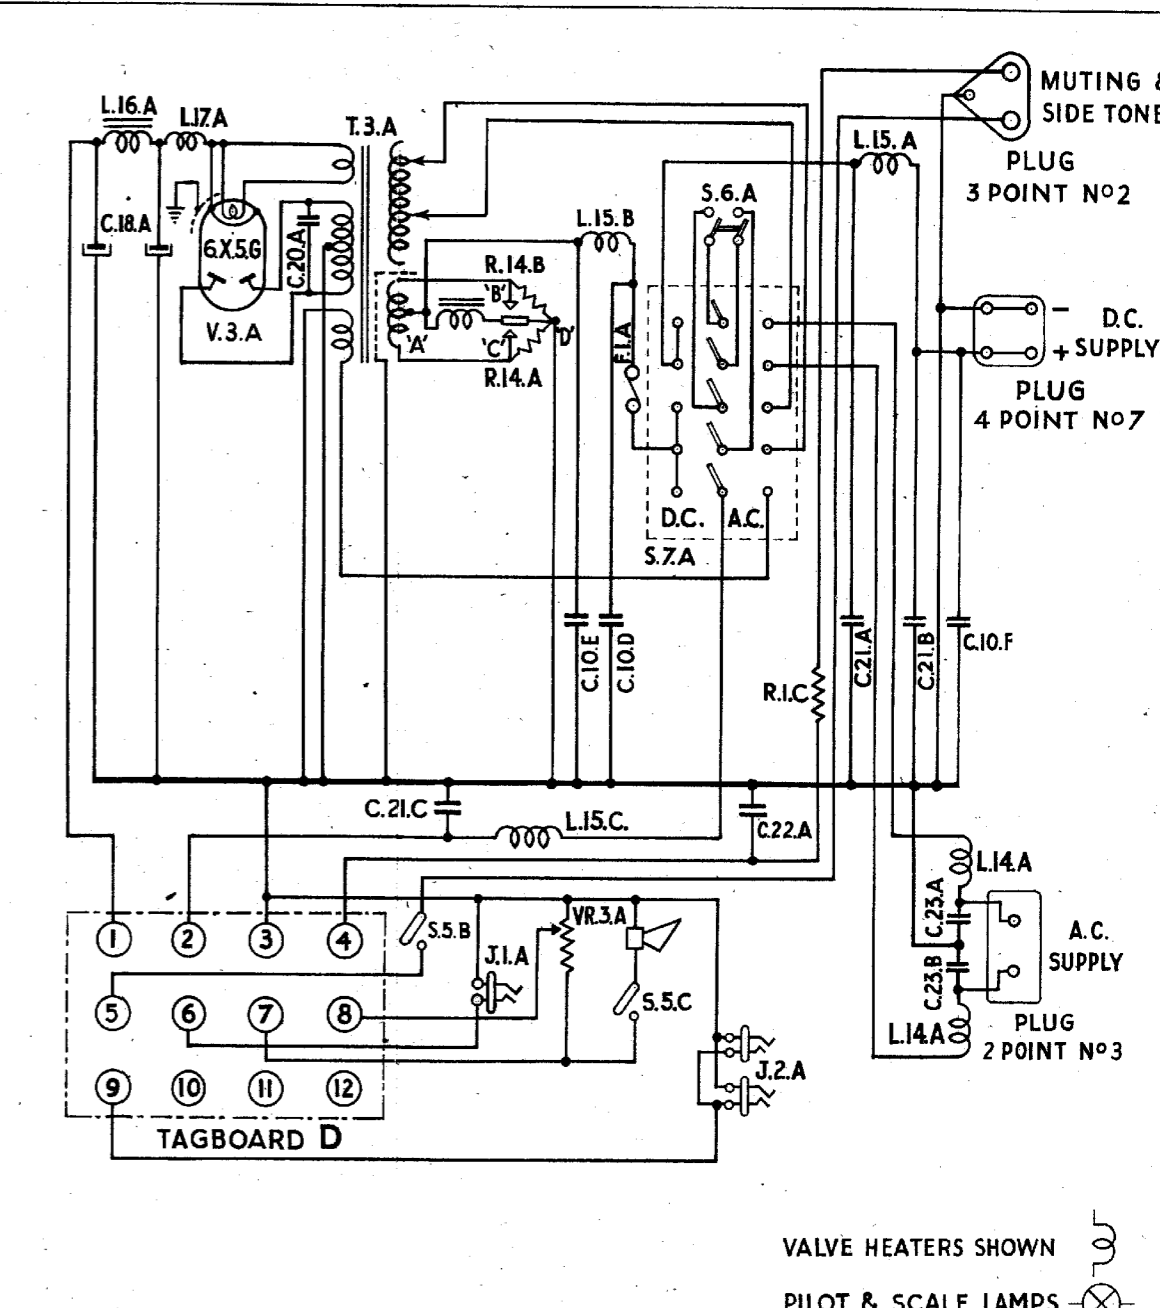 MUTING &
SIDE TONE
PLUG
3 POINT Nº2
L.16.A
L.17.A
T.3.A
L.15.A
S.6.A
L.15.B
C.18.A
6.X.5.G
C.20.A
V.3.A
R.14.B
'B'
'A'
'C'
'D'
R.14.A
F.1.A
−
+
D.C.
SUPPLY
PLUG
4 POINT Nº7
D.C.
A.C.
S.7.A
C.10.E
C.10.D
R.1.C
C.21.A
C.21.B
C.10.F
C.21.C
L.15.C.
C.22.A
L.14.A
C.23.A
C.23.B
L.14.A
A.C.
SUPPLY
PLUG
2 POINT Nº3
1
2
3
4
S.5.B
J.1.A
VR.3.A
S.5.C
5
6
7
8
J.2.A
9
10
11
12
TAGBOARD D
VALVE HEATERS SHOWN
PILOT & SCALE LAMPS